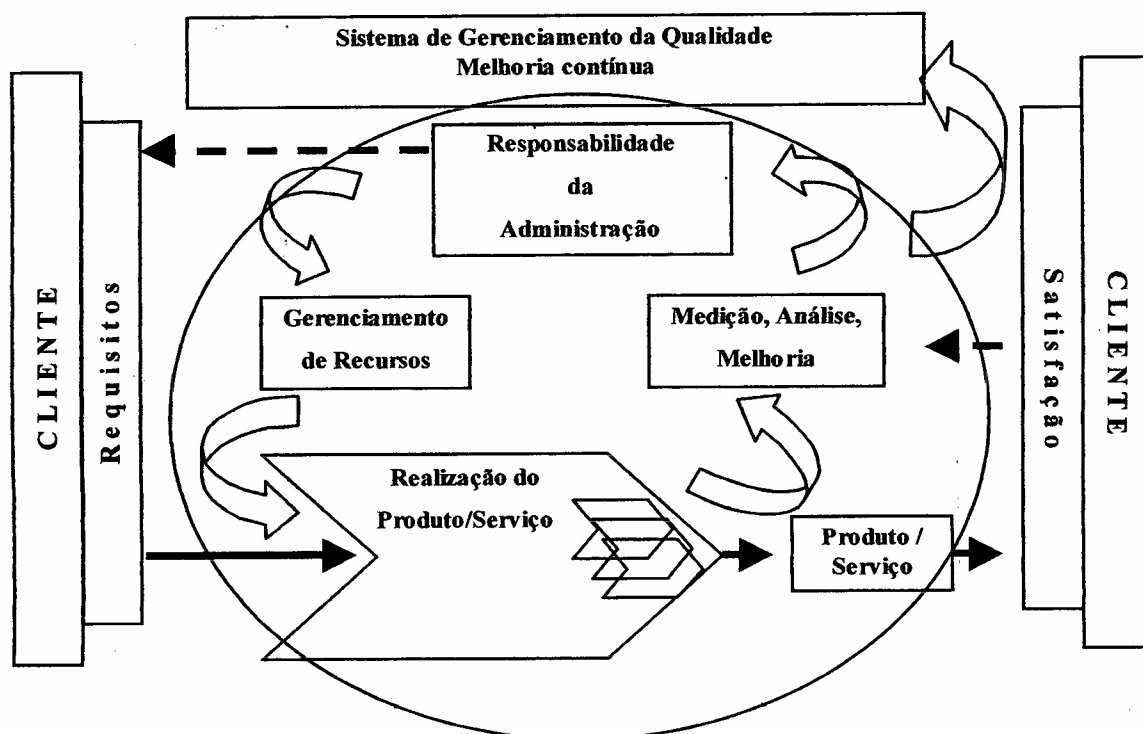 Sistema de Gerenciamento da Qualidade
Melhoria contínua
CLIENTE
Requisitos
Responsabilidade
da
Administração
Gerenciamento
de Recursos
Medição, Análise,
Melhoria
Realização do
Produto/Serviço
Produto /
Serviço
Satisfação
CLIENTE